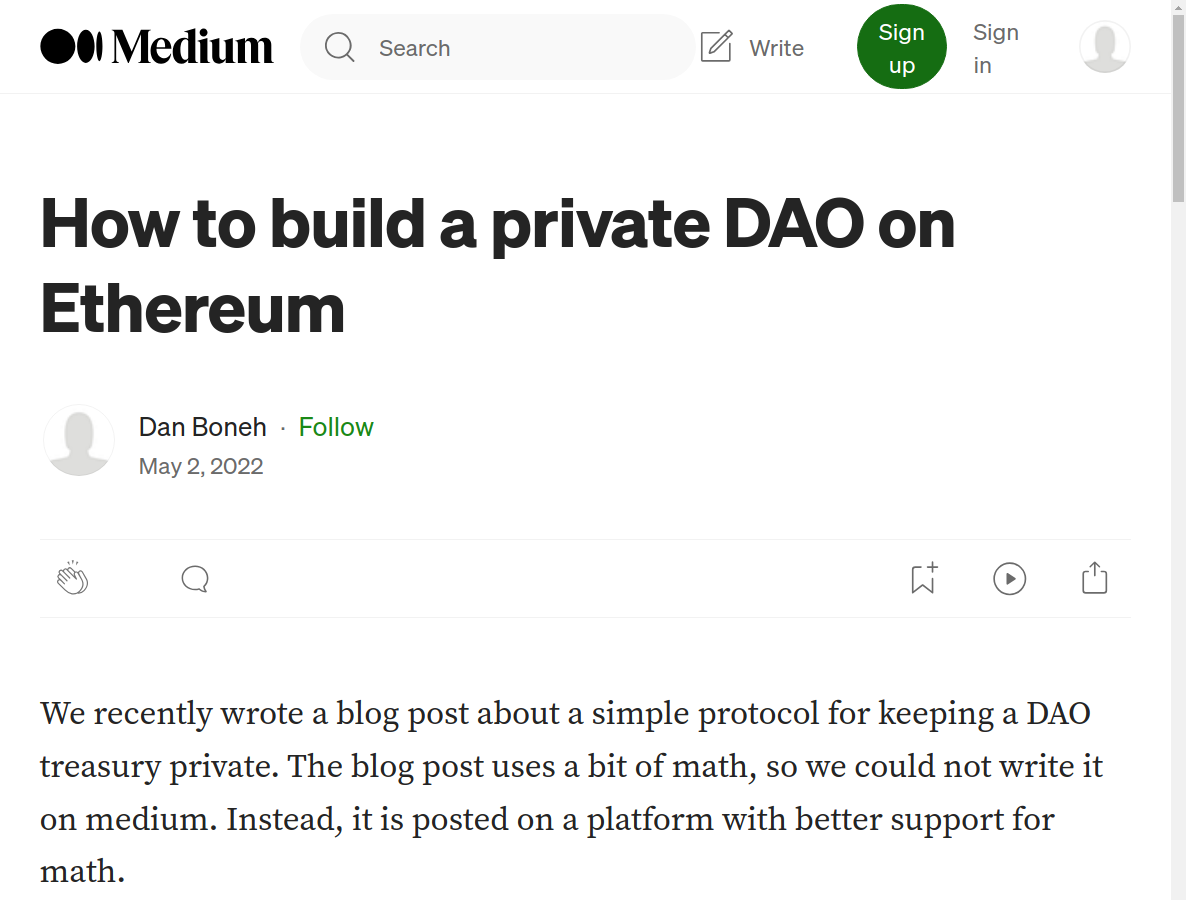 Medium
Search
Write
Sign up
Sign in
How to build a private DAO on
Ethereum
Dan Boneh · Follow
May 2, 2022
We recently wrote a blog post about a simple protocol for keeping a DAO
treasury private. The blog post uses a bit of math, so we could not write it
on medium. Instead, it is posted on a platform with better support for
math.